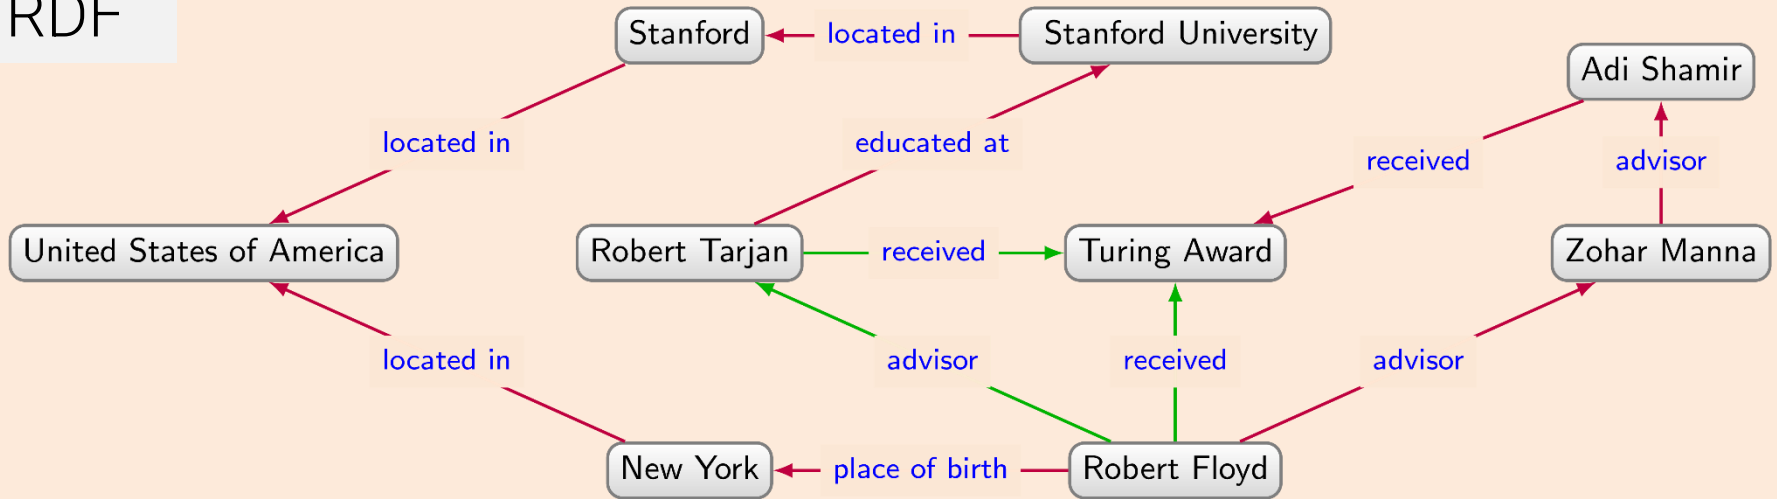 RDF
Stanford
located in
Stanford University
Adi Shamir
located in
educated at
received
advisor
United States of America
Robert Tarjan
received
Turing Award
Zohar Manna
located in
advisor
received
advisor
New York
place of birth
Robert Floyd